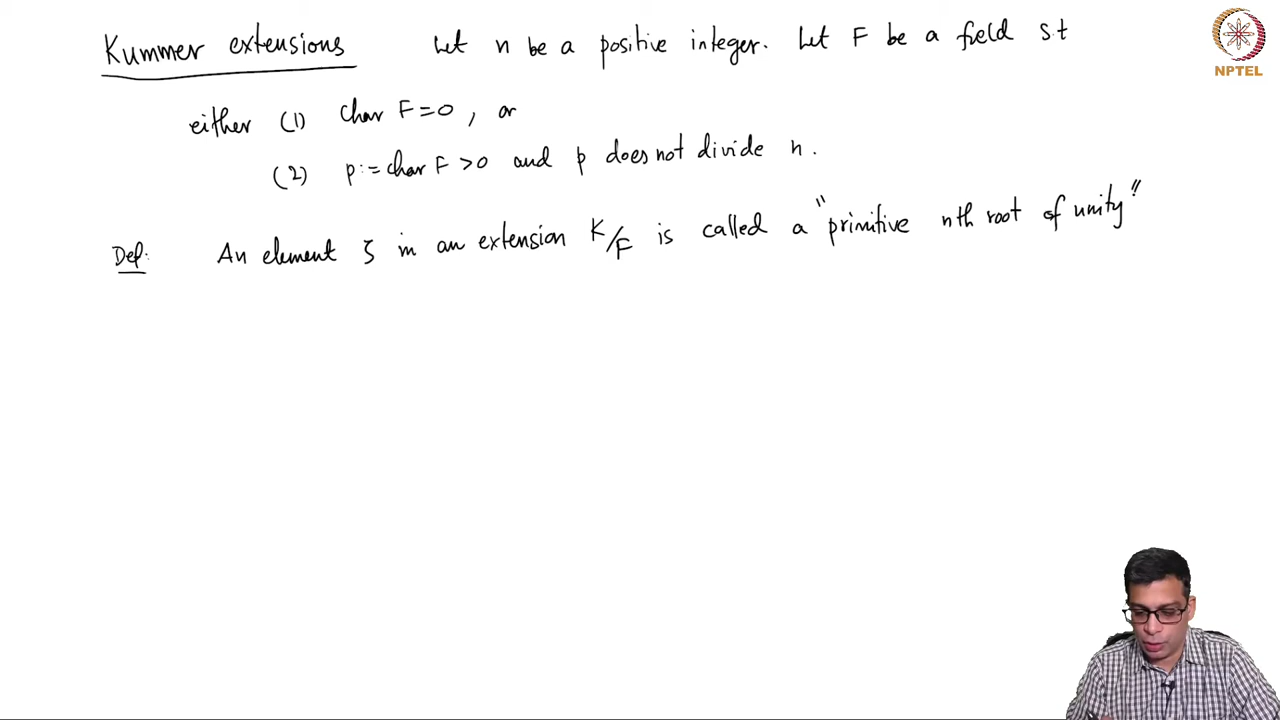 Kummer extensions Let n be a positive integer. Let F be a field s.t
either (1) char F = 0, or
(2) p := char F > 0 and p does not divide n.
Def: An element ζ in an extension K/F is called a "primitive nth root of unity"
NPTEL